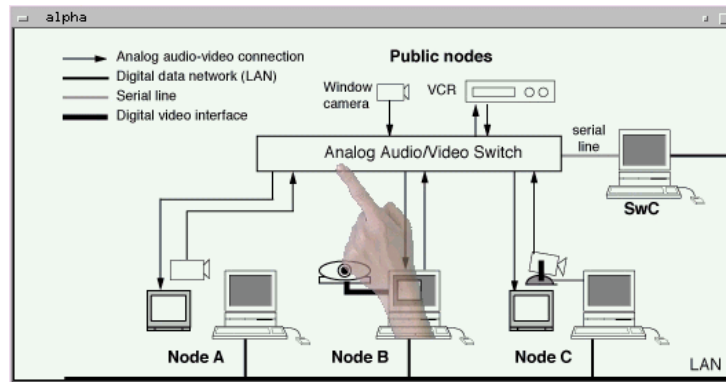 alpha
Analog audio-video connection
Digital data network (LAN)
Serial line
Digital video interface
Public nodes
Window
camera
VCR
Analog Audio/Video Switch
serial
line
SwC
Node A
Node B
Node C
LAN